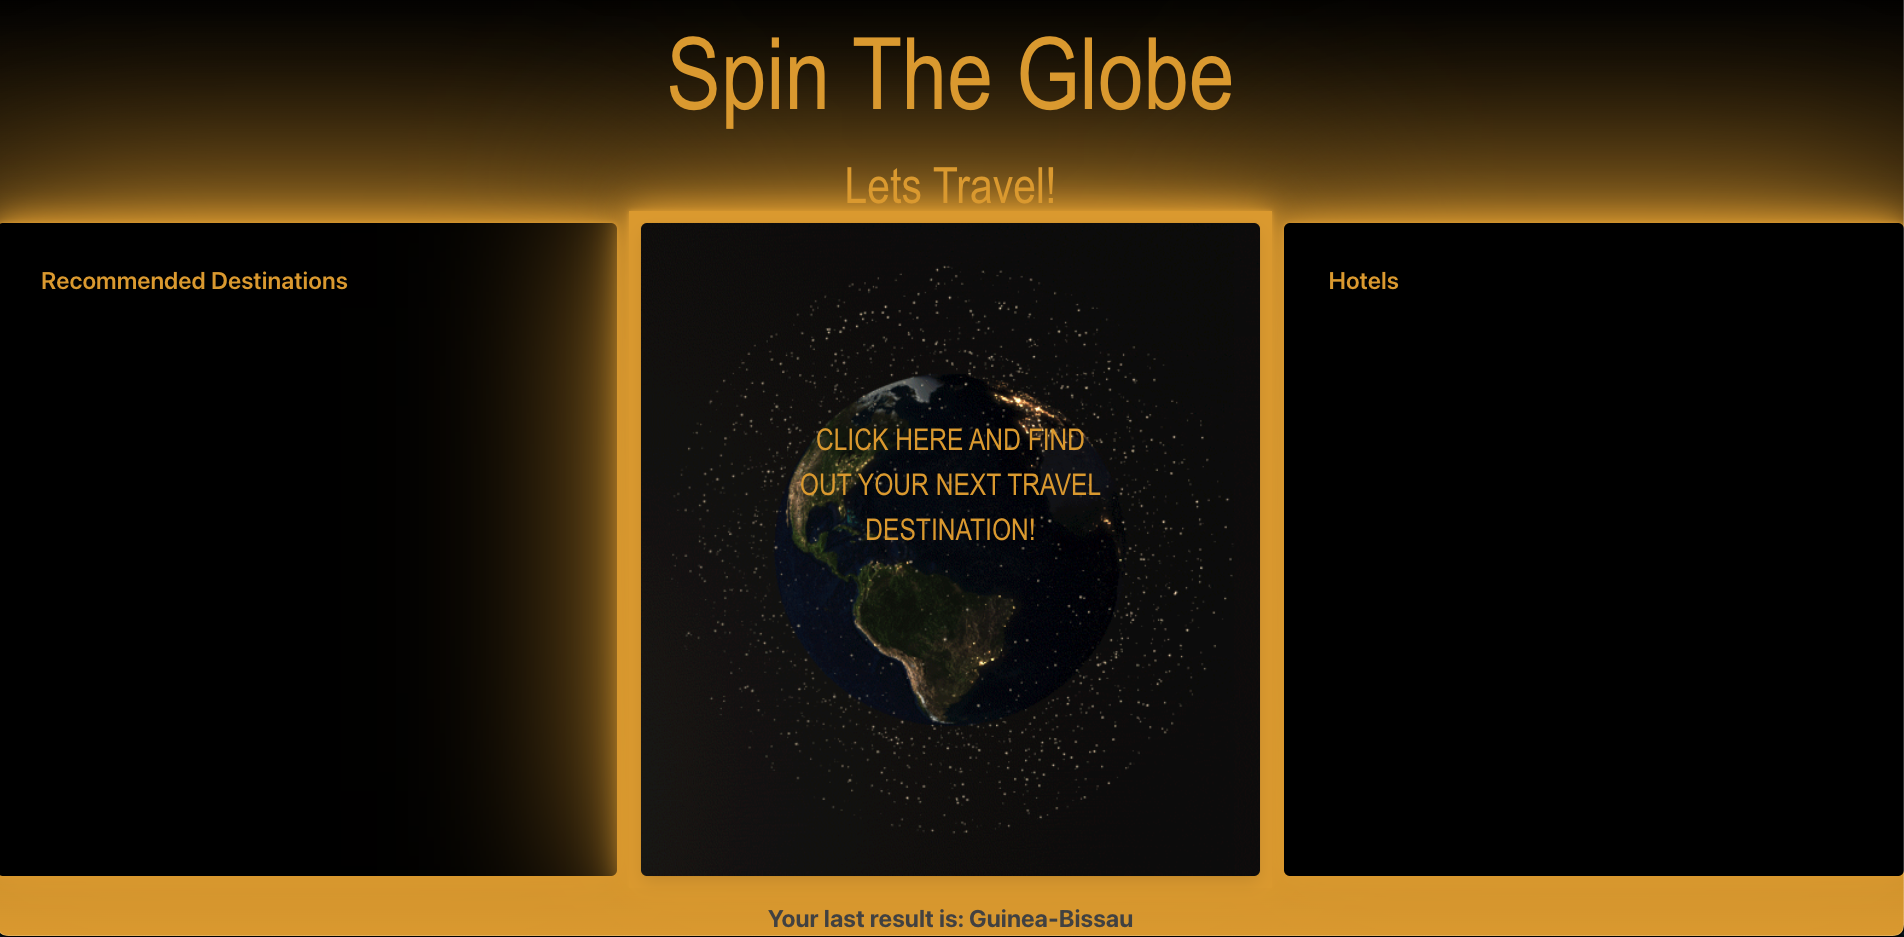 Spin The Globe
Lets Travel!
Recommended Destinations
CLICK HERE AND FIND
OUT YOUR NEXT TRAVEL
DESTINATION!
Hotels
Your last result is: Guinea-Bissau